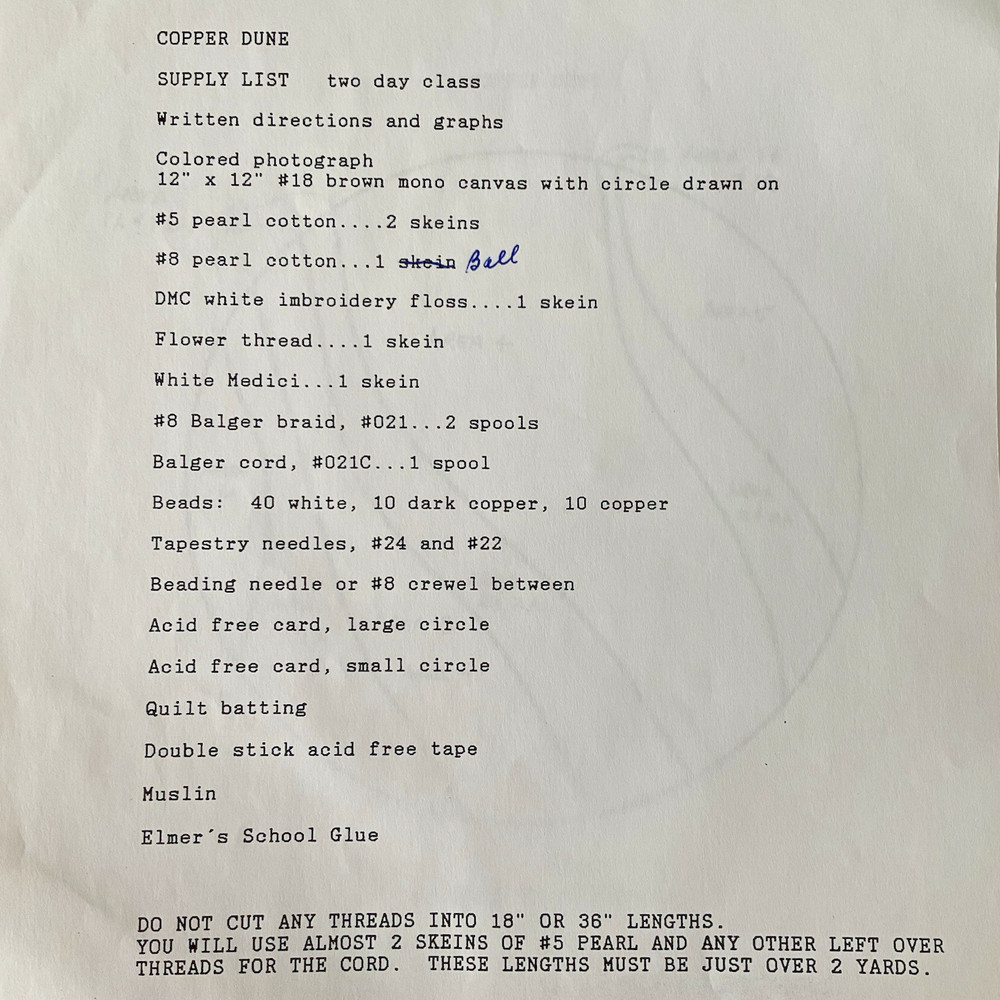 COPPER DUNE
SUPPLY LIST   two day class
Written directions and graphs
Colored photograph
12" x 12" #18 brown mono canvas with circle drawn on
#5 pearl cotton....2 skeins
#8 pearl cotton...1 skein Ball
DMC white imbroidery floss....1 skein
Flower thread....1 skein
White Medici...1 skein
#8 Balger braid, #021...2 spools
Balger cord, #021C...1 spool
Beads:  40 white, 10 dark copper, 10 copper
Tapestry needles, #24 and #22
Beading needle or #8 crewel between
Acid free card, large circle
Acid free card, small circle
Quilt batting
Double stick acid free tape
Muslin
Elmer´s School Glue
DO NOT CUT ANY THREADS INTO 18" OR 36" LENGTHS.
YOU WILL USE ALMOST 2 SKEINS OF #5 PEARL AND ANY OTHER LEFT OVER
THREADS FOR THE CORD.  THESE LENGTHS MUST BE JUST OVER 2 YARDS.